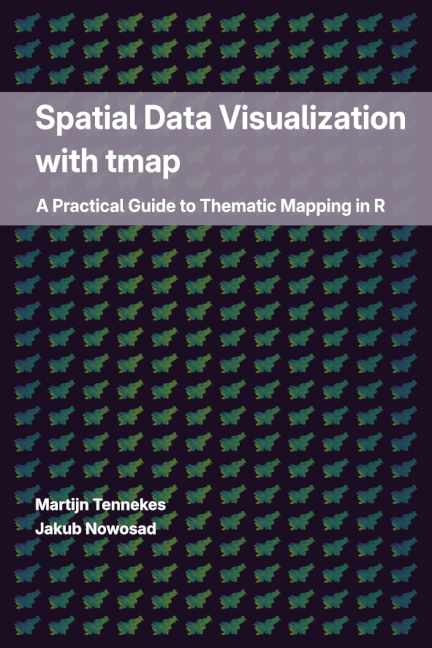 Spatial Data Visualization
with tmap
A Practical Guide to Thematic Mapping in R
Martijn Tennekes
Jakub Nowosad